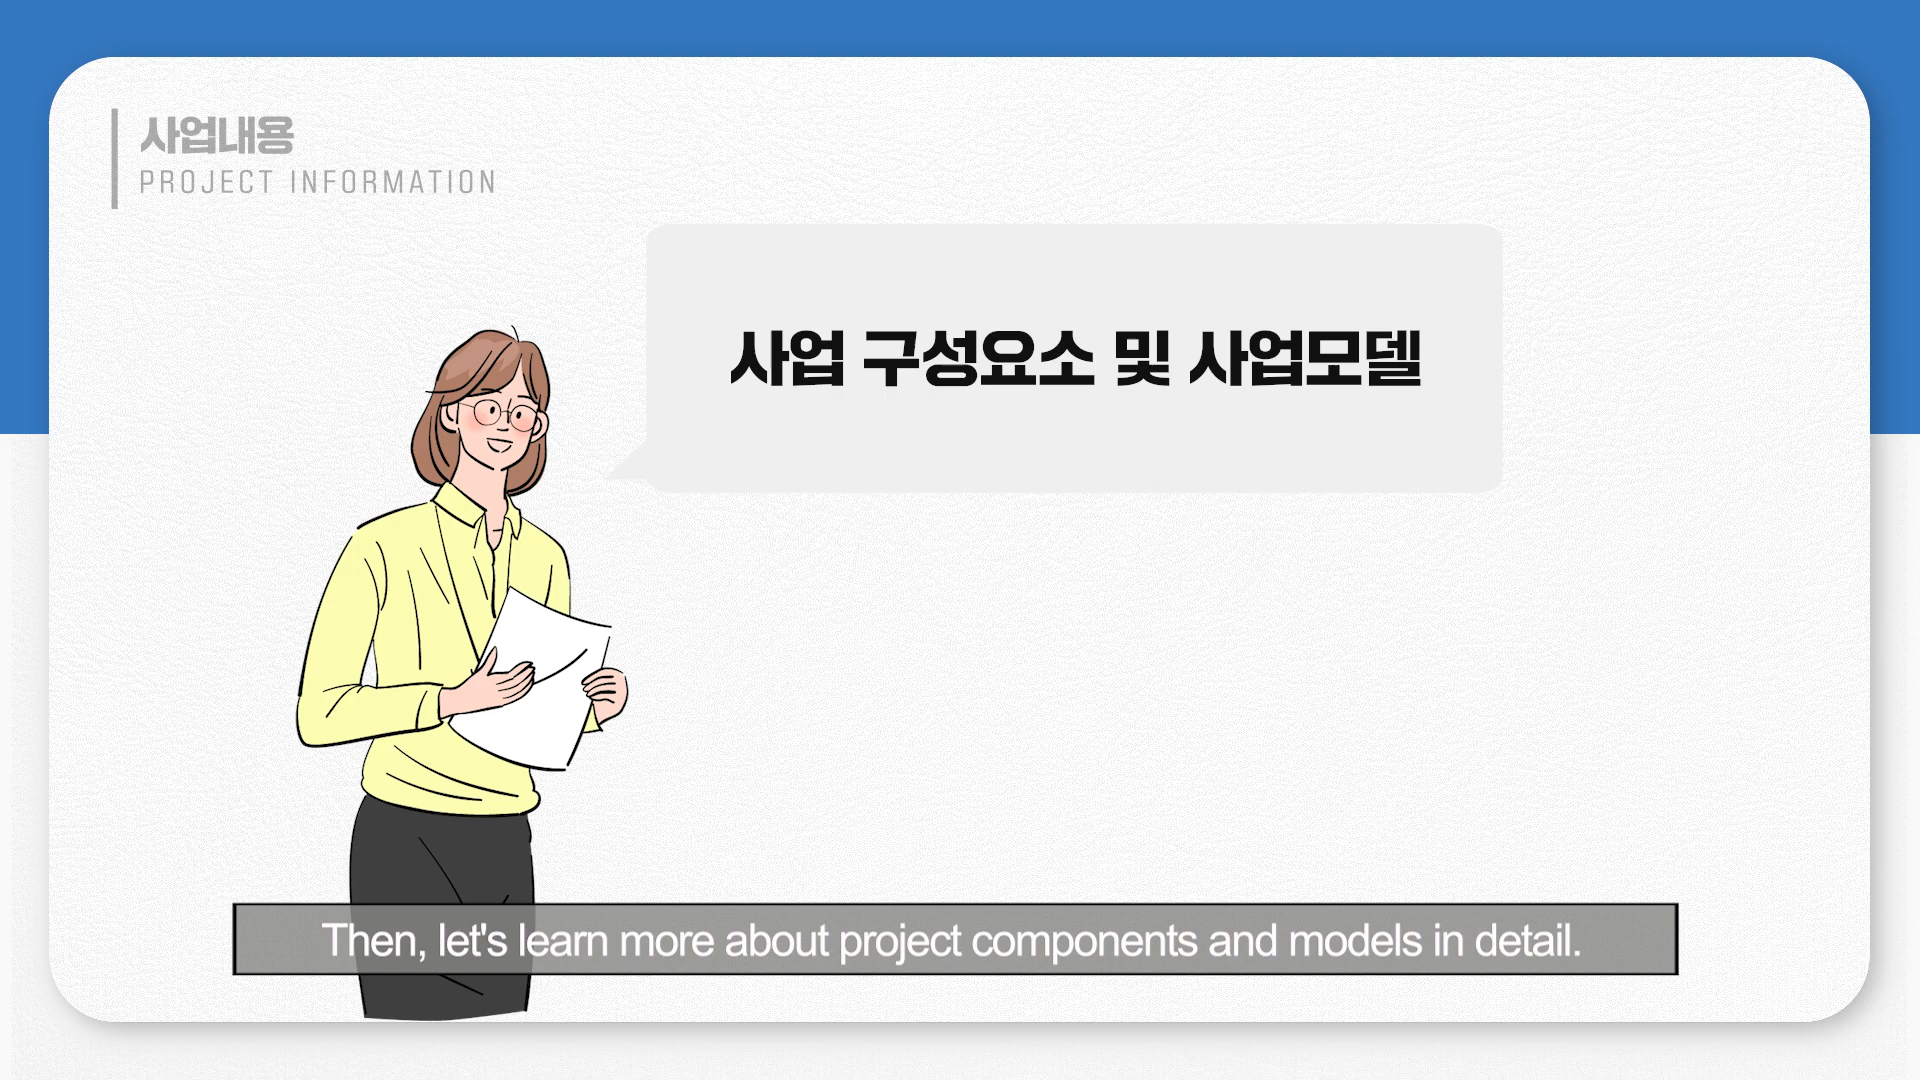 사업내용
PROJECT INFORMATION
사업 구성요소 및 사업모델
Then, let's learn more about project components and models in detail.